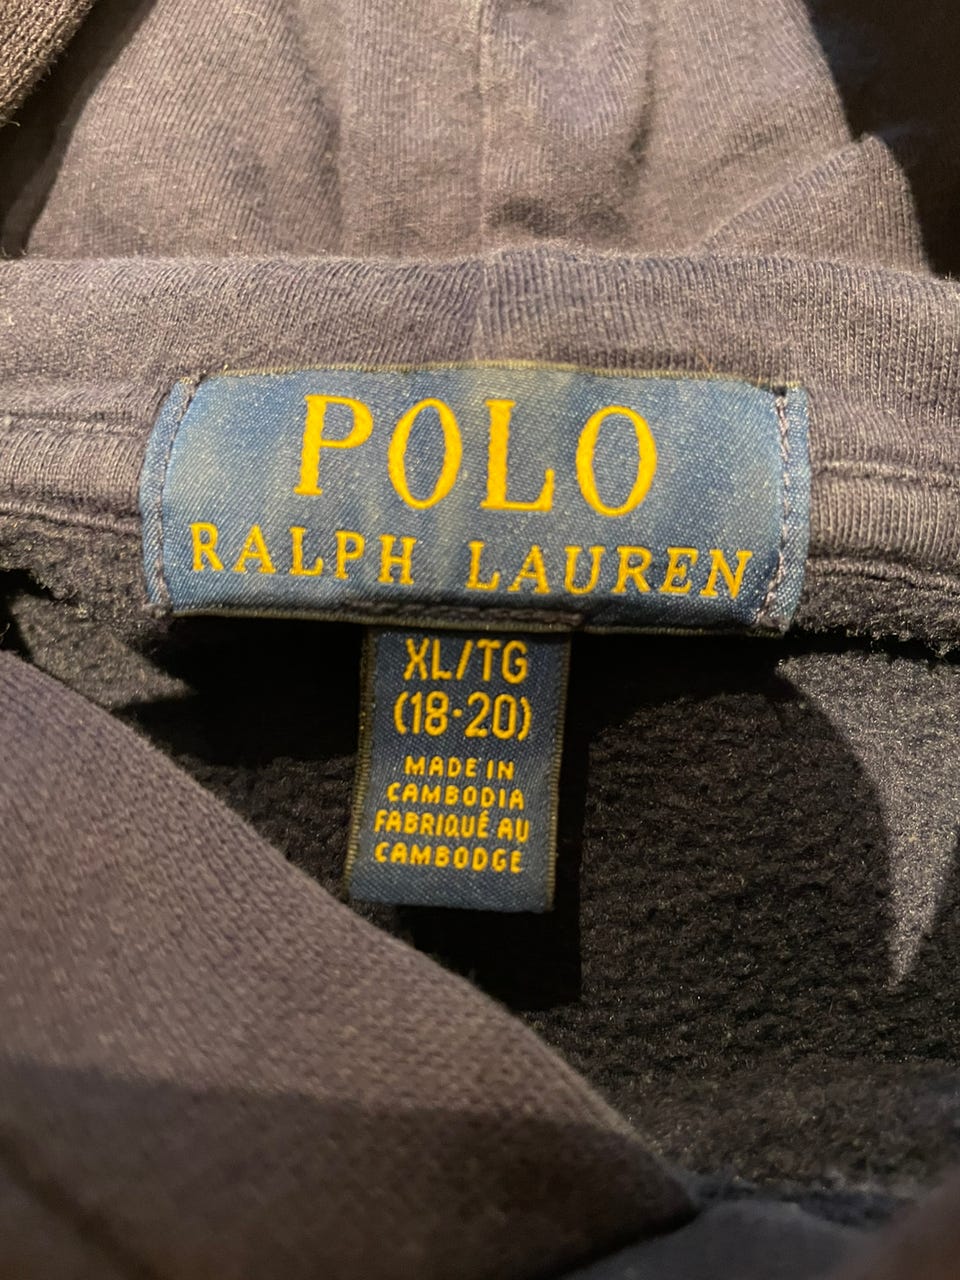 POLO
RALPH LAUREN
XL/TG
(18-20)
MADE IN
CAMBODIA
FABRIQUÉ AU
CAMBODGE